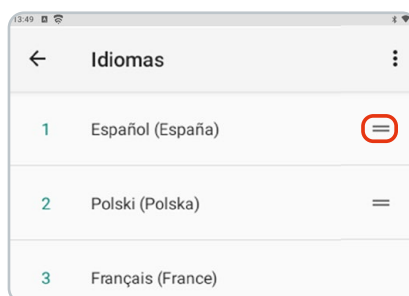 13:49
Idiomas
1 Español (España)
2 Polski (Polska)
3 Français (France)